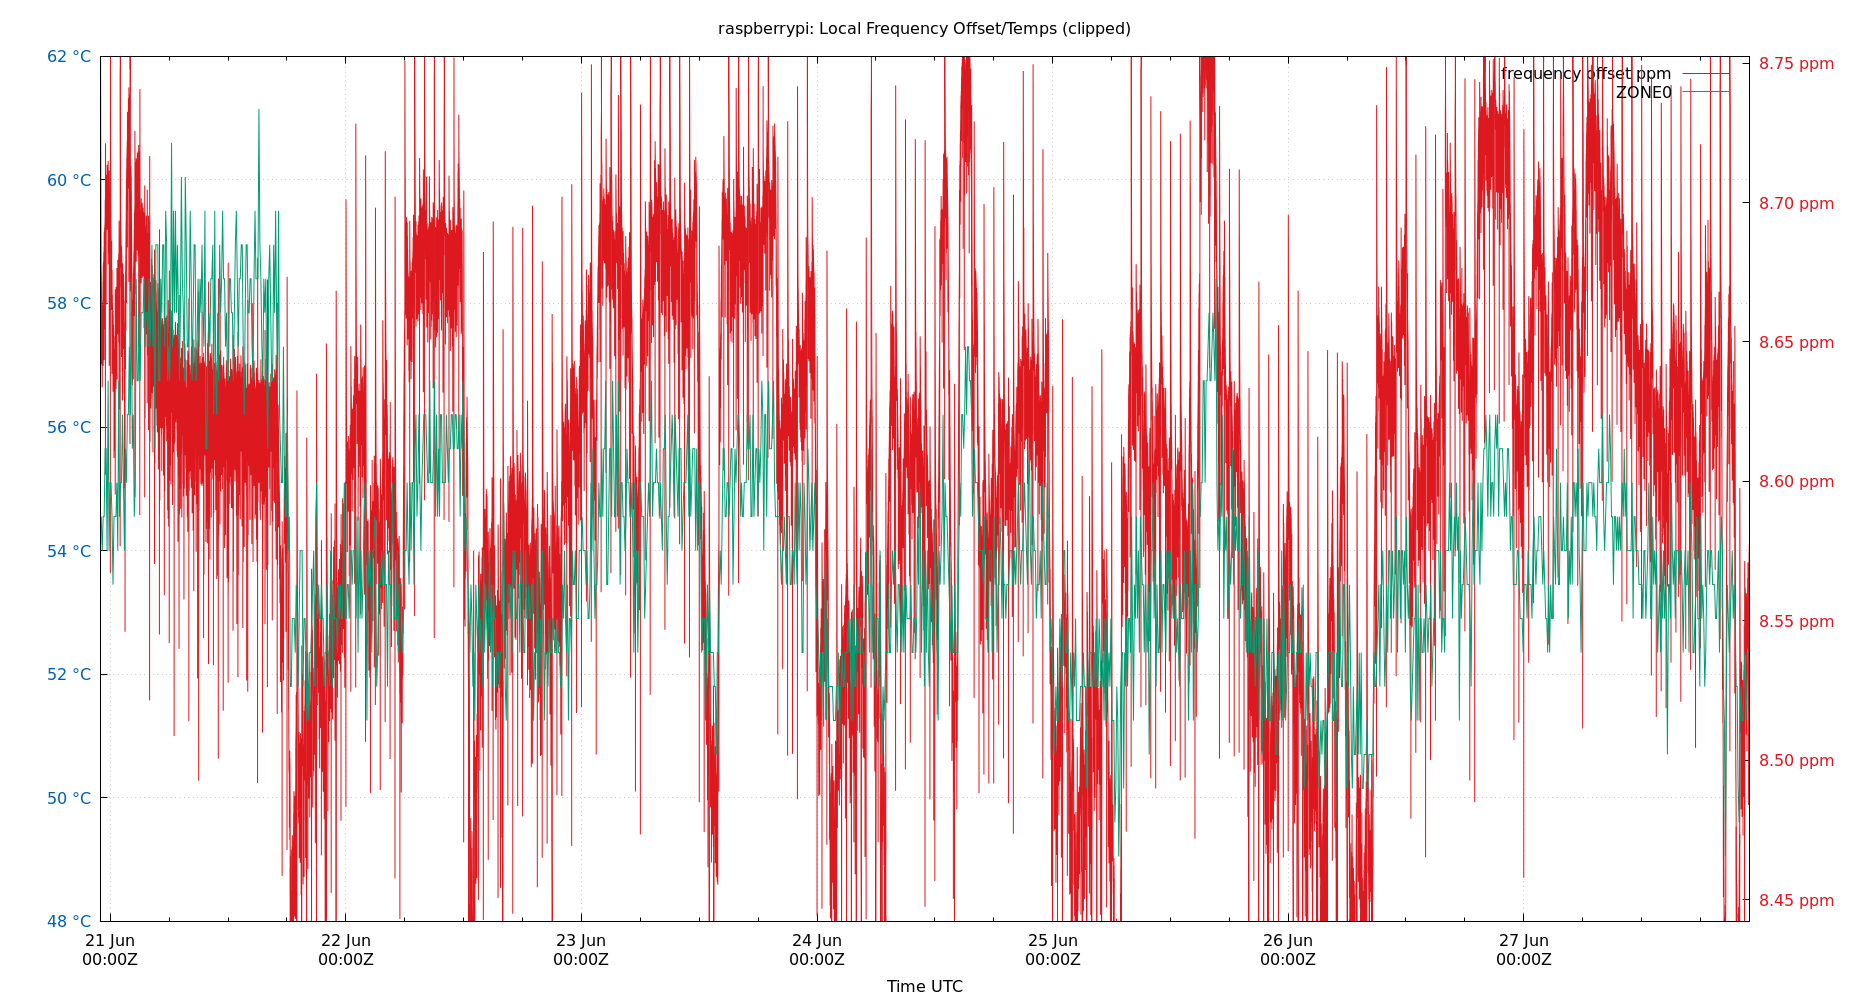 raspberrypi: Local Frequency Offset/Temps (clipped)
62 °C
60 °C
58 °C
56 °C
54 °C
52 °C
50 °C
48 °C
8.75 ppm
8.70 ppm
8.65 ppm
8.60 ppm
8.55 ppm
8.50 ppm
8.45 ppm
frequency offset ppm
ZONE0
21 Jun
00:00Z
22 Jun
00:00Z
23 Jun
00:00Z
24 Jun
00:00Z
25 Jun
00:00Z
26 Jun
00:00Z
27 Jun
00:00Z
Time UTC